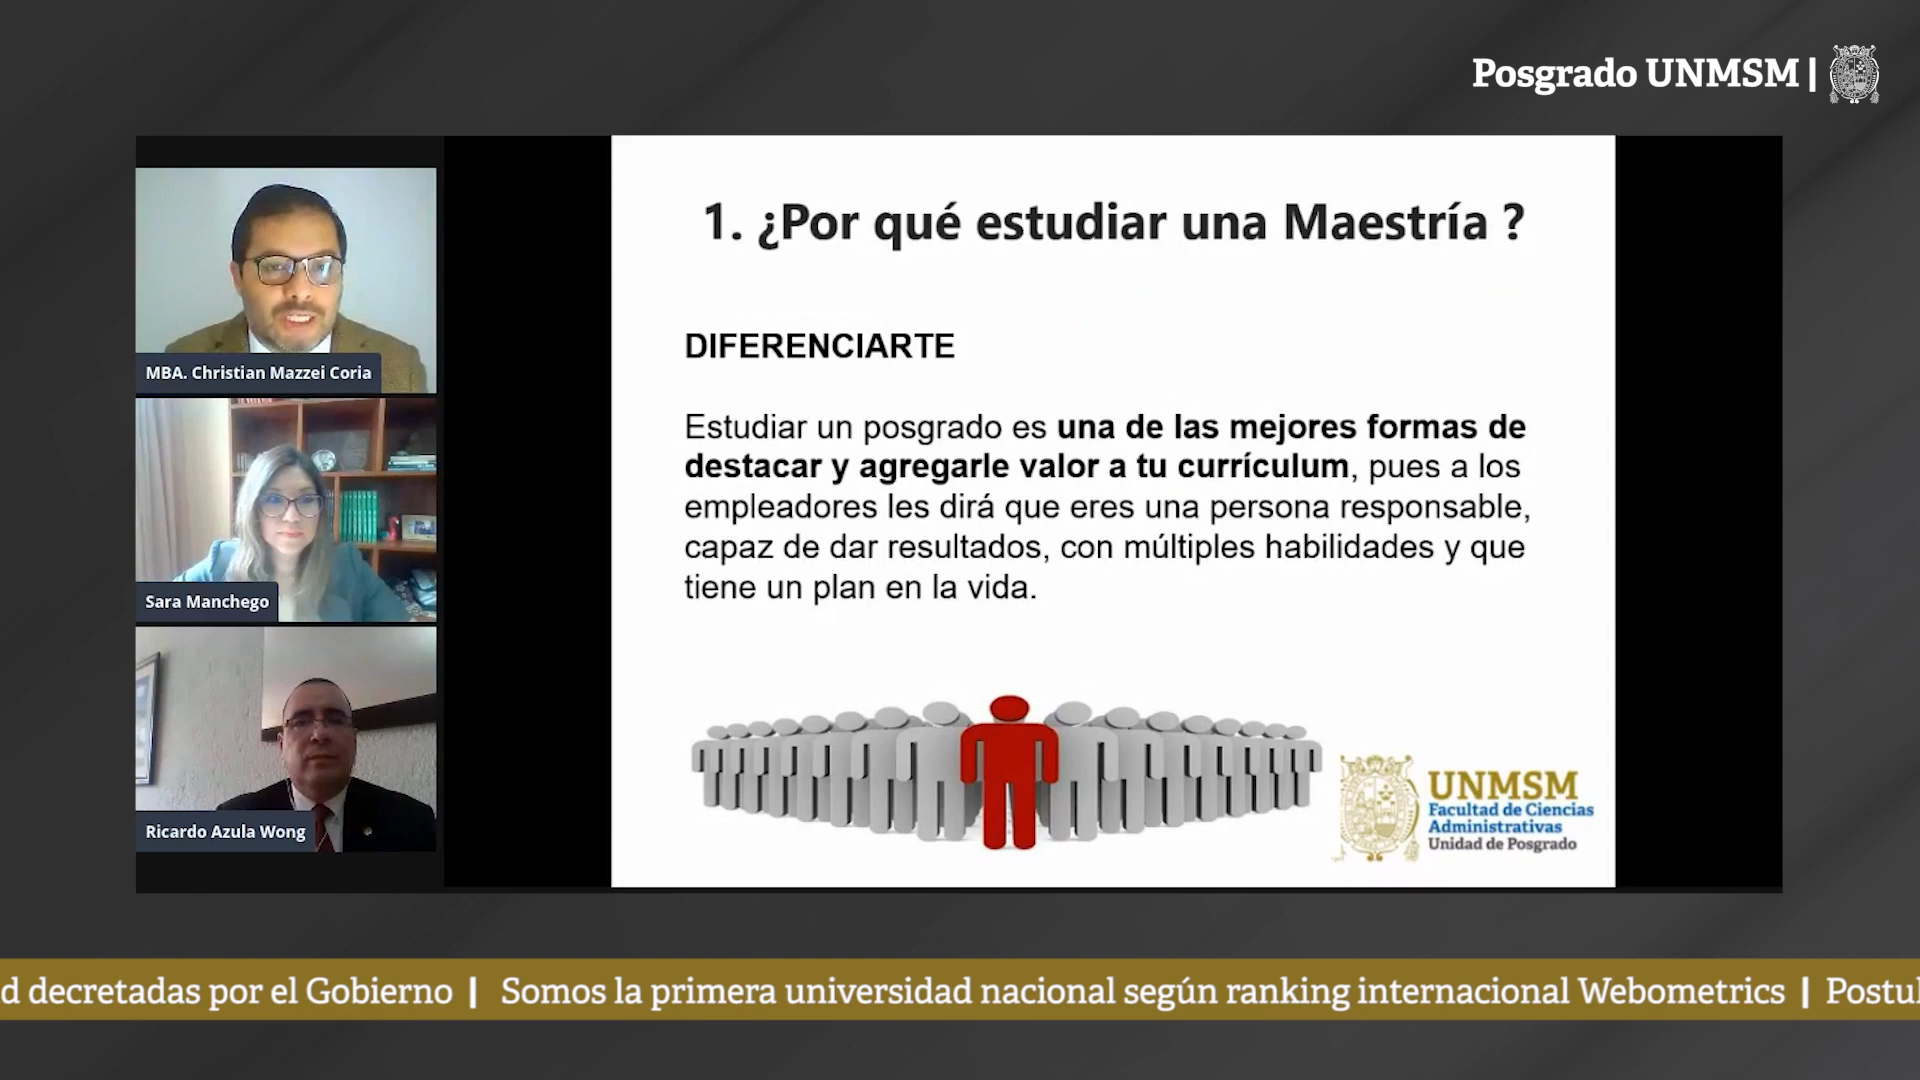 Posgrado UNMSM |
MBA. Christian Mazzei Coria
Sara Manchego
Ricardo Azula Wong
1. ¿Por qué estudiar una Maestría ?
DIFERENCIARTE
Estudiar un posgrado es una de las mejores formas de
destacar y agregarle valor a tu currículum, pues a los
empleadores les dirá que eres una persona responsable,
capaz de dar resultados, con múltiples habilidades y que
tiene un plan en la vida.
UNMSM
Facultad de Ciencias
Administrativas
Unidad de Posgrado
d decretadas por el Gobierno | Somos la primera universidad nacional según ranking internacional Webometrics | Postul